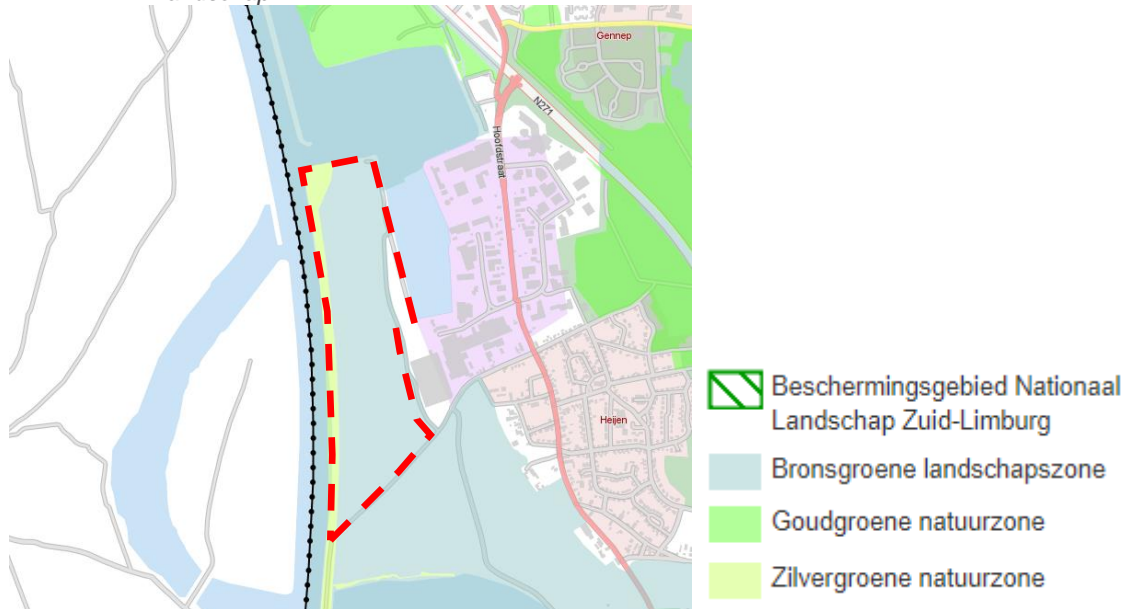 Gennep
N271
Hoofdstraat
Heijen
Beschermingsgebied Nationaal
Landschap Zuid-Limburg
Bronsgroene landschapszone
Goudgroene natuurzone
Zilvergroene natuurzone